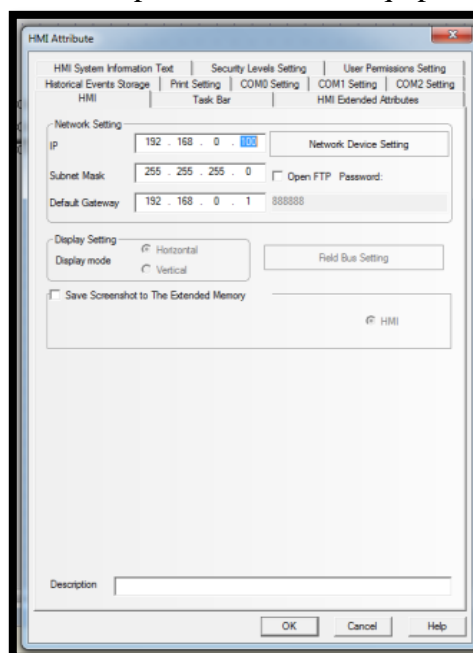 HMI Attribute
HMI System Information Text Security Levels Setting User Permissions Setting
Historical Events Storage Print Setting COM0 Setting COM1 Setting COM2 Setting
HMI Task Bar HMI Extended Attributes
Network Setting
IP 192 . 168 . 0 . 100 Network Device Setting
Subnet Mask 255 . 255 . 255 . 0 Open FTP Password:
Default Gateway 192 . 168 . 0 . 1 888888
Display Setting
Display mode Horizontal Field Bus Setting
Vertical
Save Screenshot to The Extended Memory
HMI
Description
OK Cancel Help